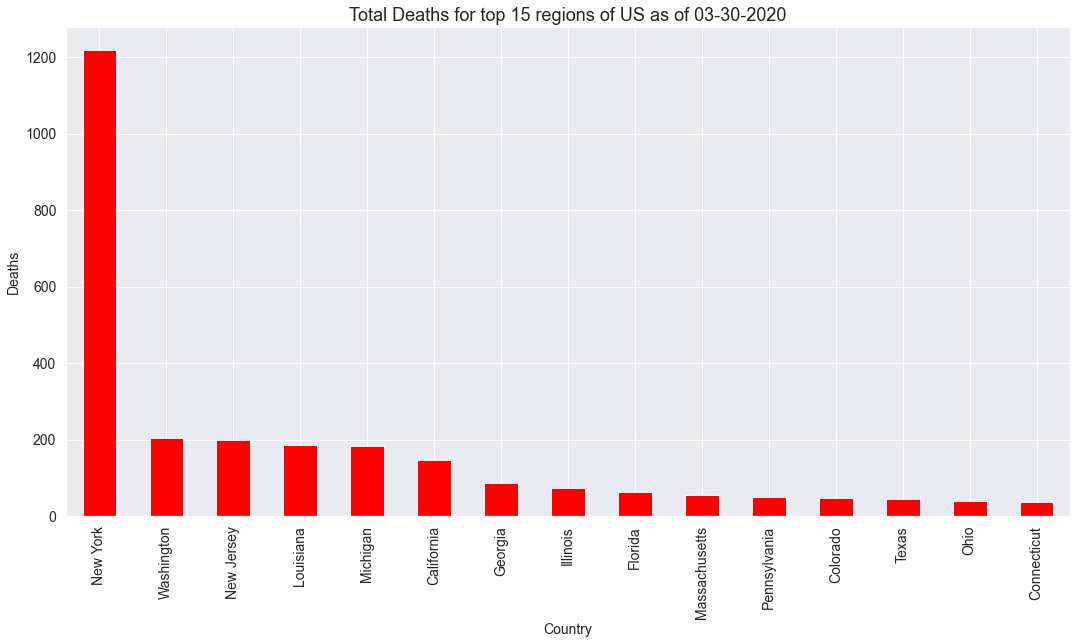 Total Deaths for top 15 regions of US as of 03-30-2020
1200
1000
800
600
400
200
0
Deaths
New York
Washington
New Jersey
Louisiana
Michigan
California
Georgia
Illinois
Florida
Massachusetts
Pennsylvania
Colorado
Texas
Ohio
Connecticut
Country